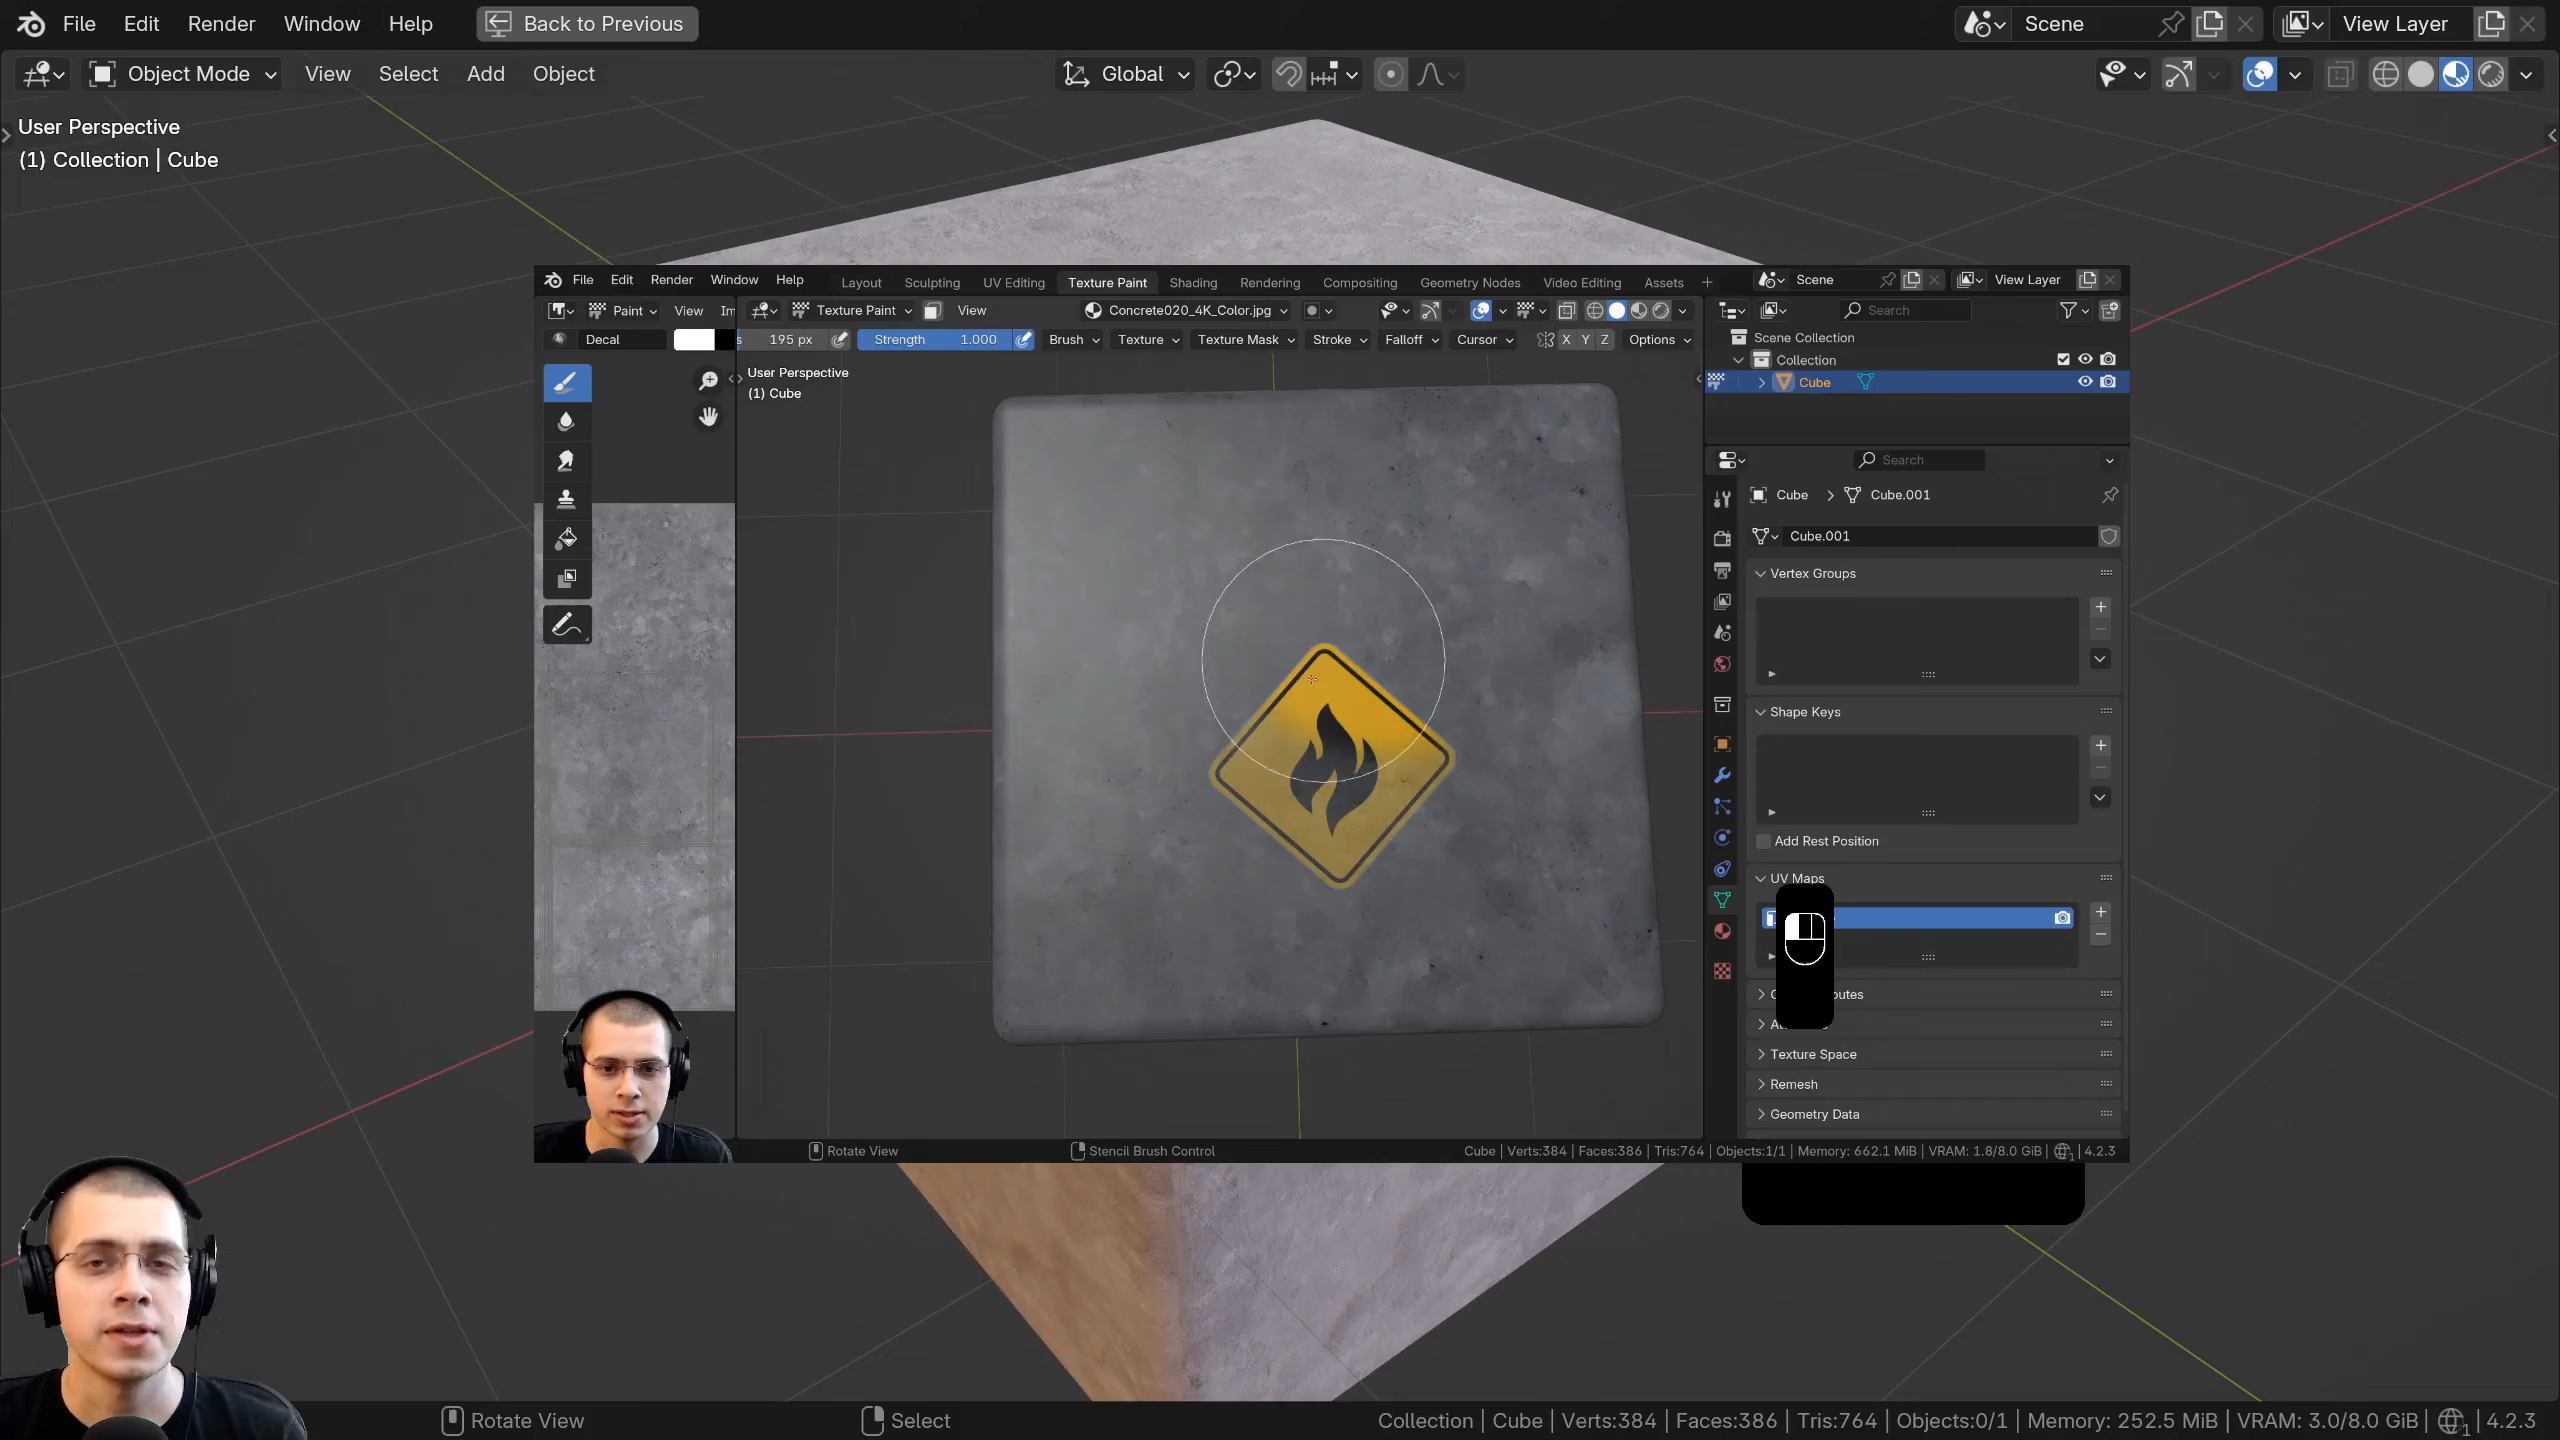 File Edit Render Window Help Back to Previous Scene View Layer
Object Mode View Select Add Object Global
User Perspective
(1) Collection | Cube
File Edit Render Window Help Layout Sculpting UV Editing Texture Paint Shading Rendering Compositing Geometry Nodes Video Editing Assets + Scene View Layer
Paint View Texture Paint View Concrete020_4K_Color.jpg Search
Decal 195 px Strength 1.000 Brush Texture Texture Mask Stroke Falloff Cursor X Y Z Options
Scene Collection
Collection
Cube
User Perspective
(1) Cube
Search
Cube > Cube.001
Cube.001
Vertex Groups
Shape Keys
Add Rest Position
UV Maps
Texture Space
Remesh
Geometry Data
Rotate View Stencil Brush Control Cube | Verts:384 | Faces:386 | Tris:764 | Objects:1/1 | Memory: 662.1 MiB | VRAM: 1.8/8.0 GiB | 1 | 4.2.3
Rotate View Select Collection | Cube | Verts:384 | Faces:386 | Tris:764 | Objects:0/1 | Memory: 252.5 MiB | VRAM: 3.0/8.0 GiB | 1 | 4.2.3